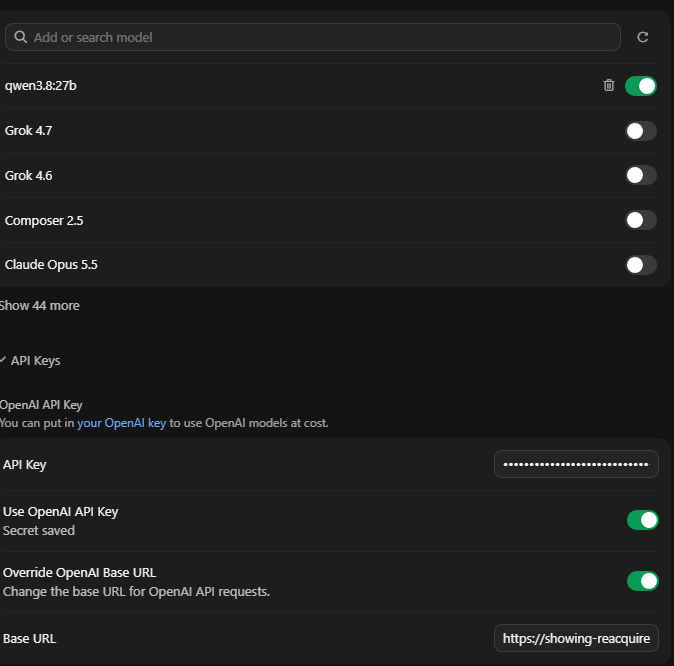 Add or search model
qwen3.8:27b
Grok 4.7
Grok 4.6
Composer 2.5
Claude Opus 5.5
Show 44 more
API Keys
OpenAI API Key
You can put in your OpenAI key to use OpenAI models at cost.
API Key
Use OpenAI API Key
Secret saved
Override OpenAI Base URL
Change the base URL for OpenAI API requests.
Base URL
https://showing-reacquire